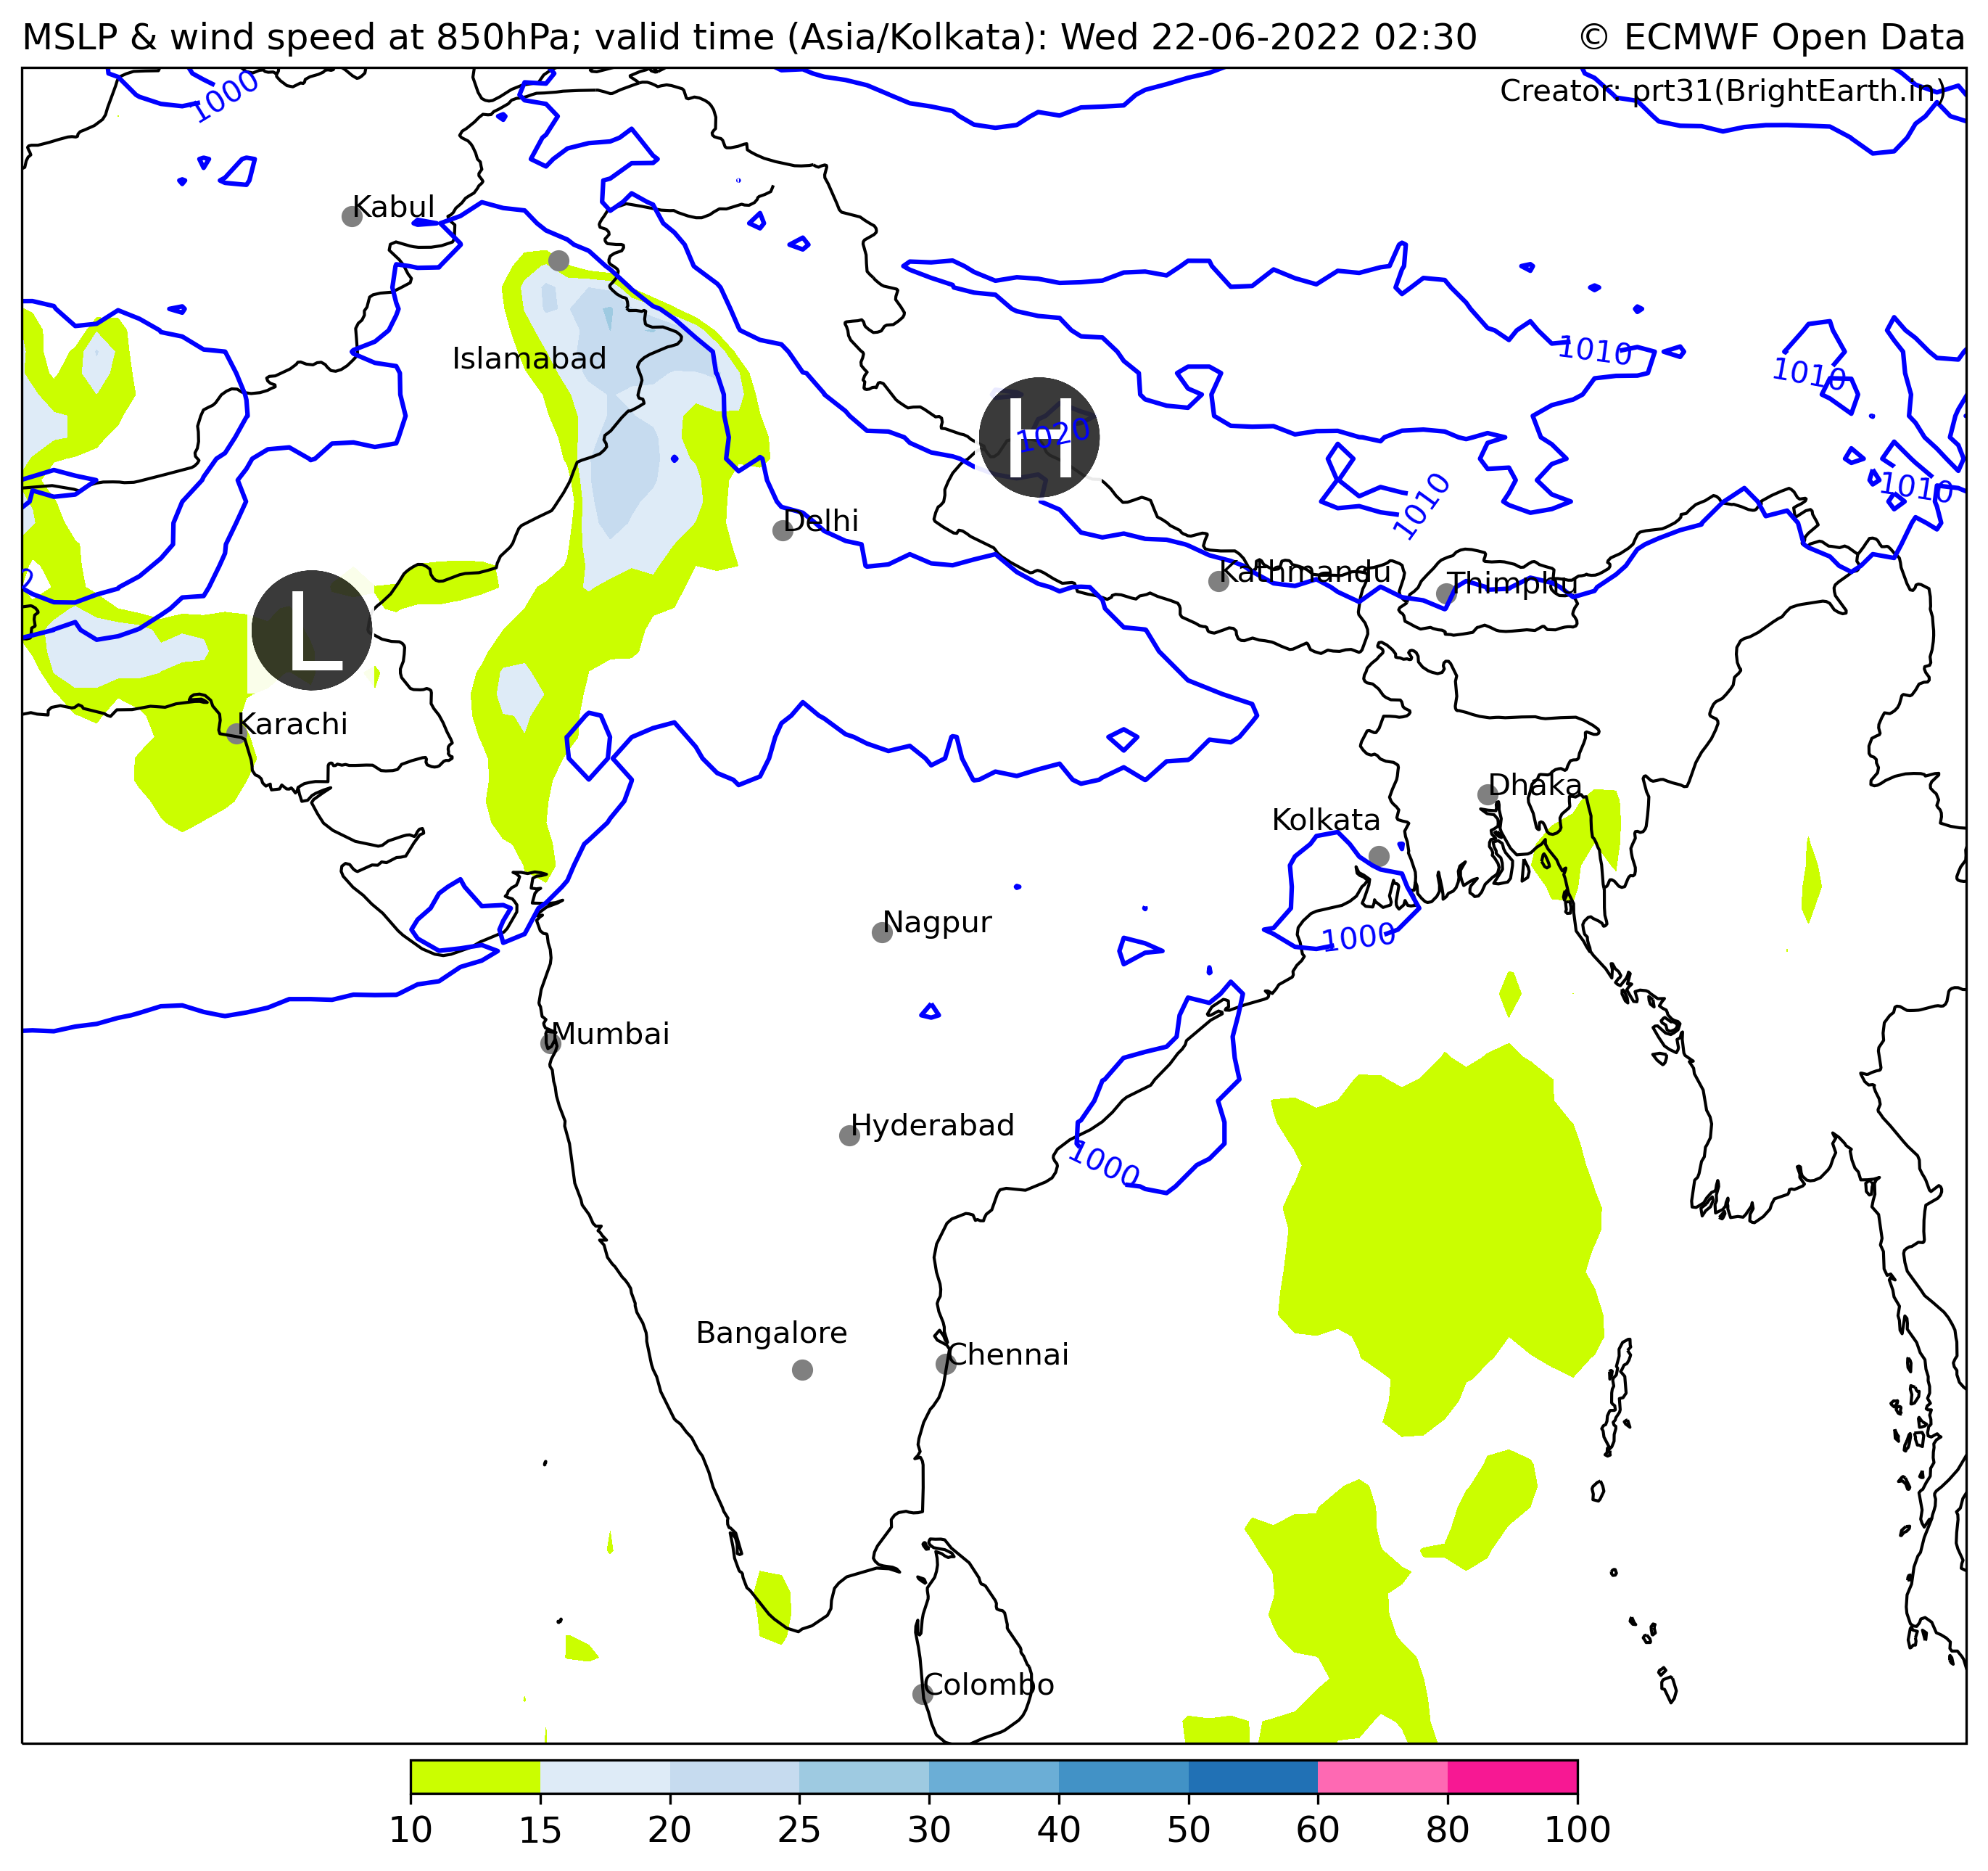 MSLP & wind speed at 850hPa; valid time (Asia/Kolkata): Wed 22-06-2022 02:30
© ECMWF Open Data
Creator: prt31(BrightEarth.in)
1000
Kabul
1010
Islamabad
1010
H
1020
1010
1010
Delhi
Kathmandu
Thimphu
L
Karachi
Dhaka
Kolkata
Nagpur
1000
Mumbai
Hyderabad
1000
Bangalore
Chennai
Colombo
10 15 20 25 30 40 50 60 80 100